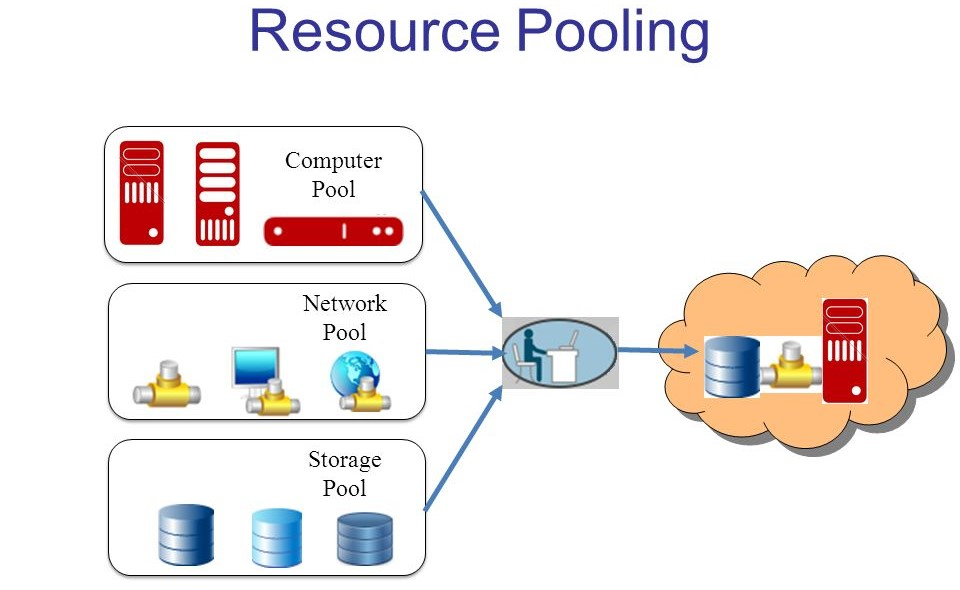 Resource Pooling
Computer
Pool
Network
Pool
Storage
Pool